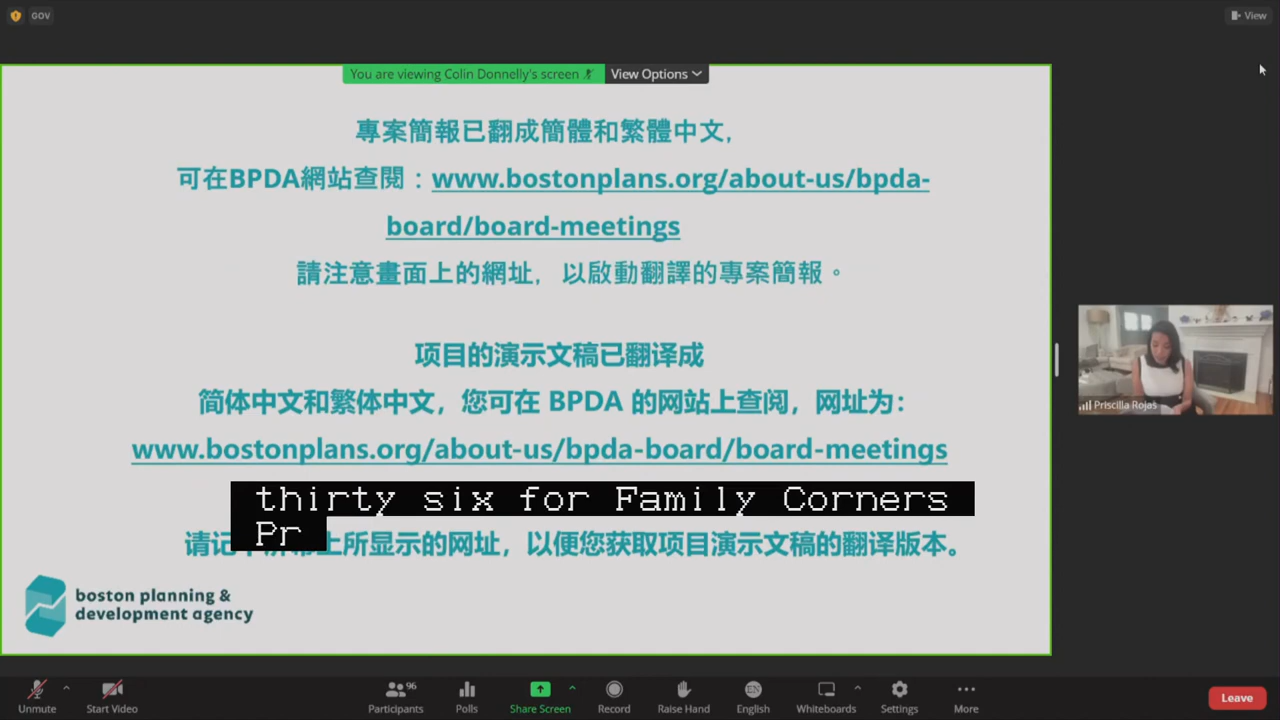 GOV
View
You are viewing Colin Donnelly's screen
View Options
專案簡報已翻成簡體和繁體中文,
可在BPDA網站查閱：www.bostonplans.org/about-us/bpda-
board/board-meetings
請注意畫面上的網址，以啟動翻譯的專案簡報。
项目的演示文稿已翻译成
简体中文和繁体中文，您可在 BPDA 的网站上查阅，网址为：
www.bostonplans.org/about-us/bpda-board/board-meetings
thirty six for Family Corners
Pr
所显示的网址，以便您获取项目演示文稿的翻译版本。
boston planning &
development agency
Priscilla Rojas
Unmute
Start Video
96
Participants
Polls
Share Screen
Record
Raise Hand
EN
English
Whiteboards
Settings
More
Leave